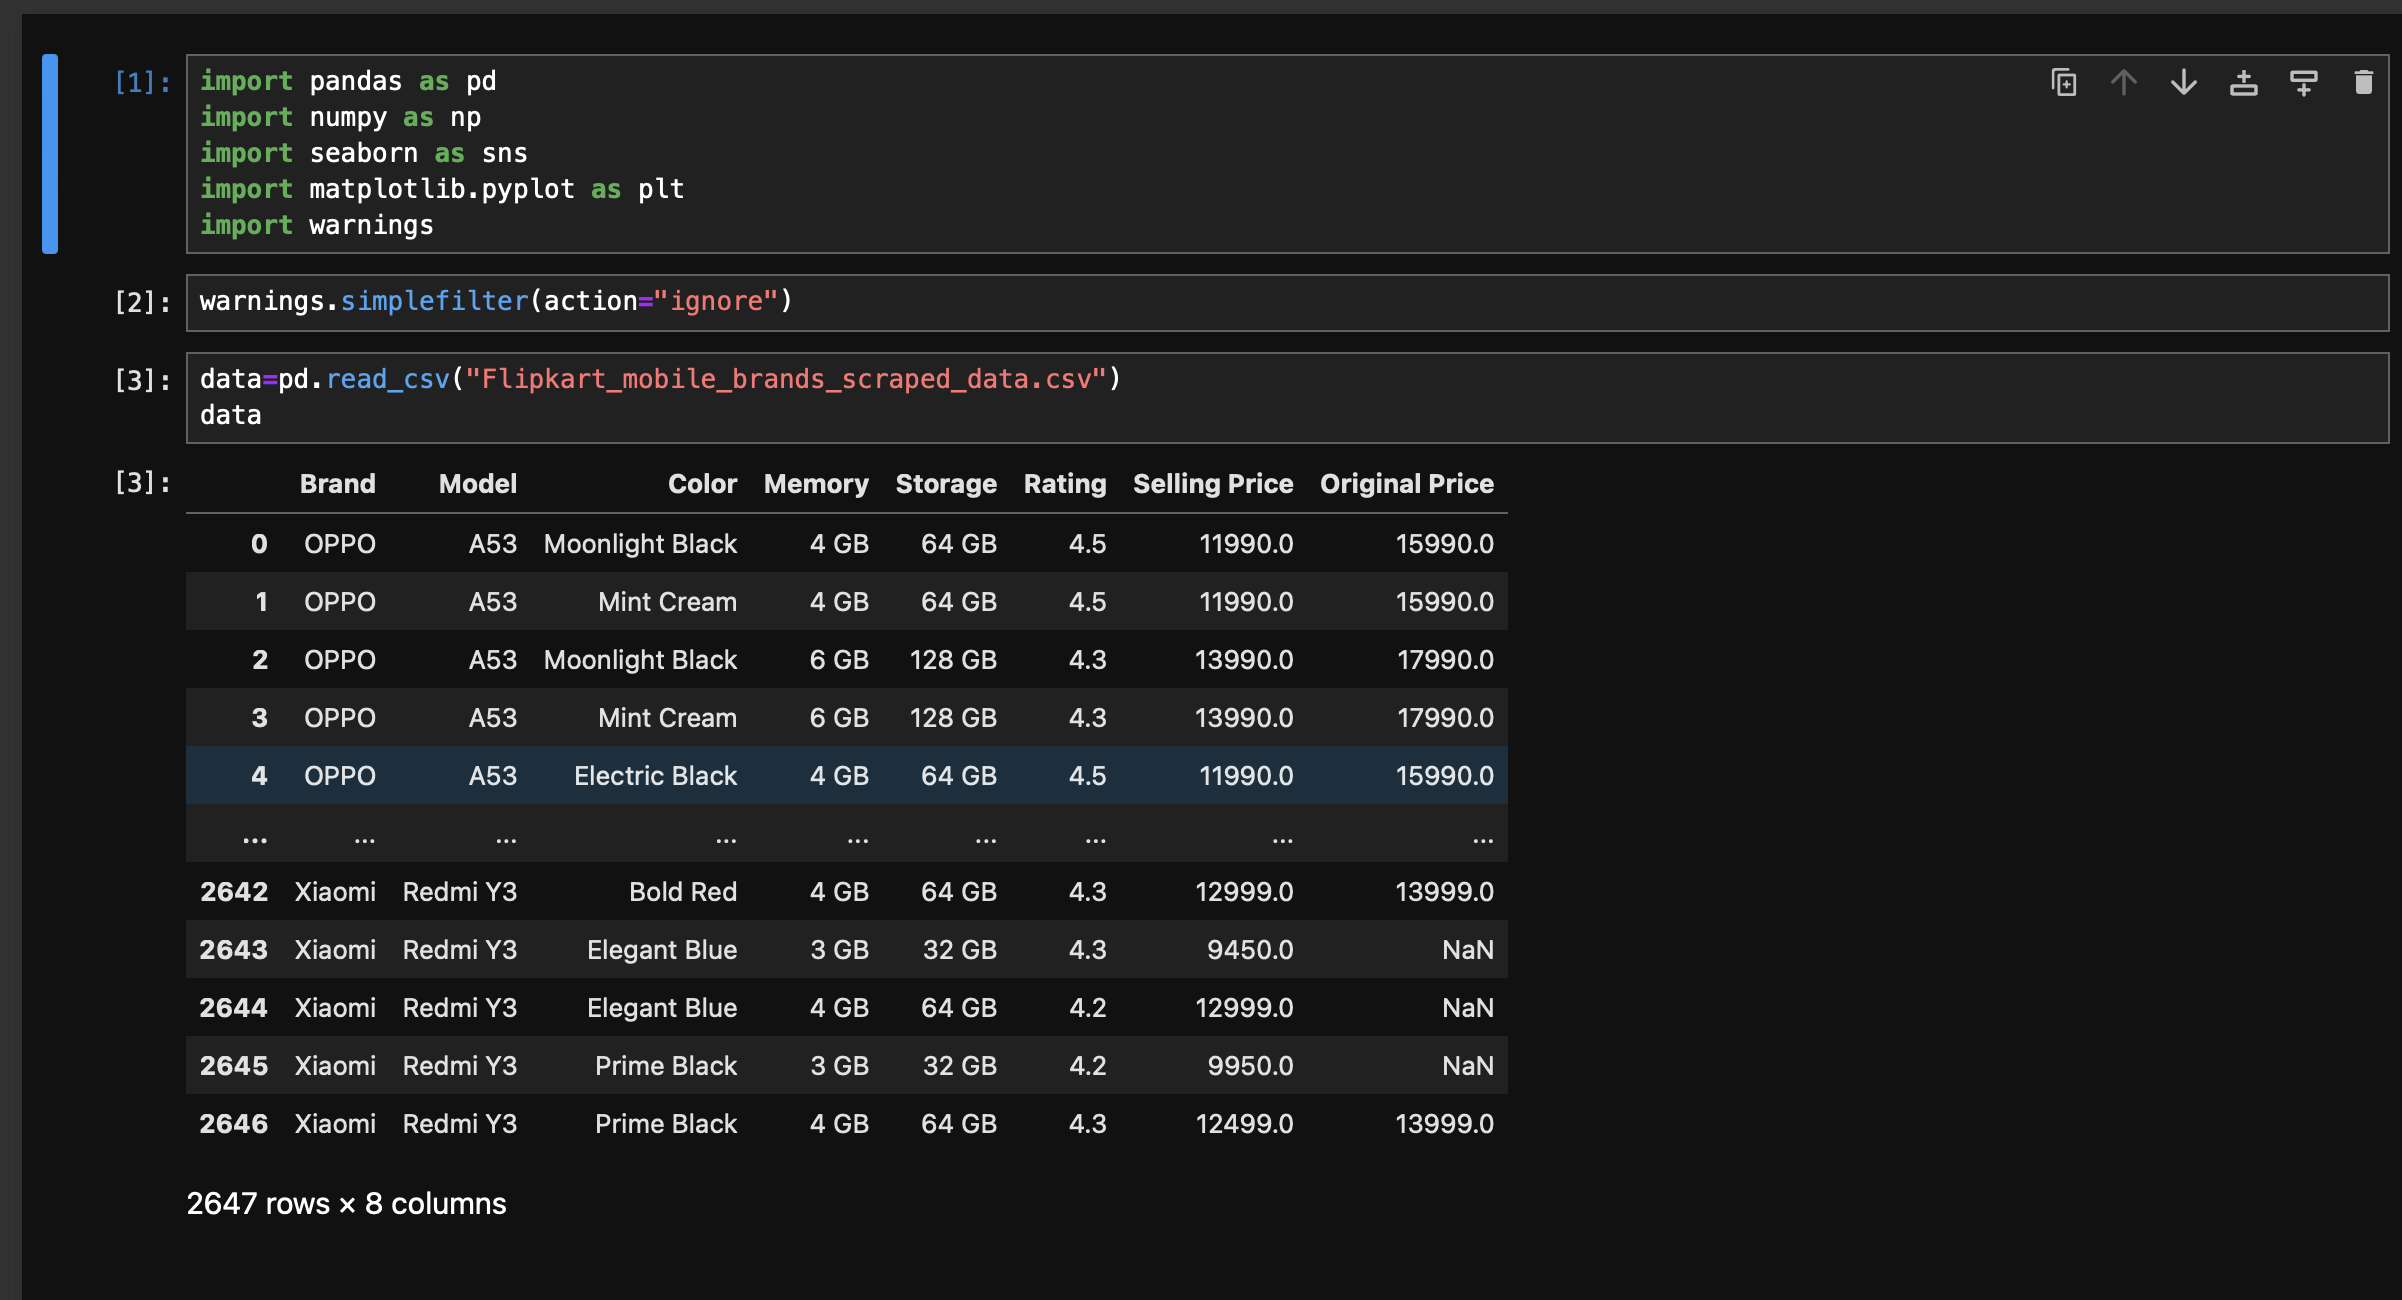 [1]: import pandas as pd
import numpy as np
import seaborn as sns
import matplotlib.pyplot as plt
import warnings
[2]: warnings.simplefilter(action="ignore")
[3]: data=pd.read_csv("Flipkart_mobile_brands_scraped_data.csv")
data
[3]: Brand Model Color Memory Storage Rating Selling Price Original Price
0 OPPO A53 Moonlight Black 4 GB 64 GB 4.5 11990.0 15990.0
1 OPPO A53 Mint Cream 4 GB 64 GB 4.5 11990.0 15990.0
2 OPPO A53 Moonlight Black 6 GB 128 GB 4.3 13990.0 17990.0
3 OPPO A53 Mint Cream 6 GB 128 GB 4.3 13990.0 17990.0
4 OPPO A53 Electric Black 4 GB 64 GB 4.5 11990.0 15990.0
... ... ... ... ... ... ... ... ...
2642 Xiaomi Redmi Y3 Bold Red 4 GB 64 GB 4.3 12999.0 13999.0
2643 Xiaomi Redmi Y3 Elegant Blue 3 GB 32 GB 4.3 9450.0 NaN
2644 Xiaomi Redmi Y3 Elegant Blue 4 GB 64 GB 4.2 12999.0 NaN
2645 Xiaomi Redmi Y3 Prime Black 3 GB 32 GB 4.2 9950.0 NaN
2646 Xiaomi Redmi Y3 Prime Black 4 GB 64 GB 4.3 12499.0 13999.0
2647 rows × 8 columns